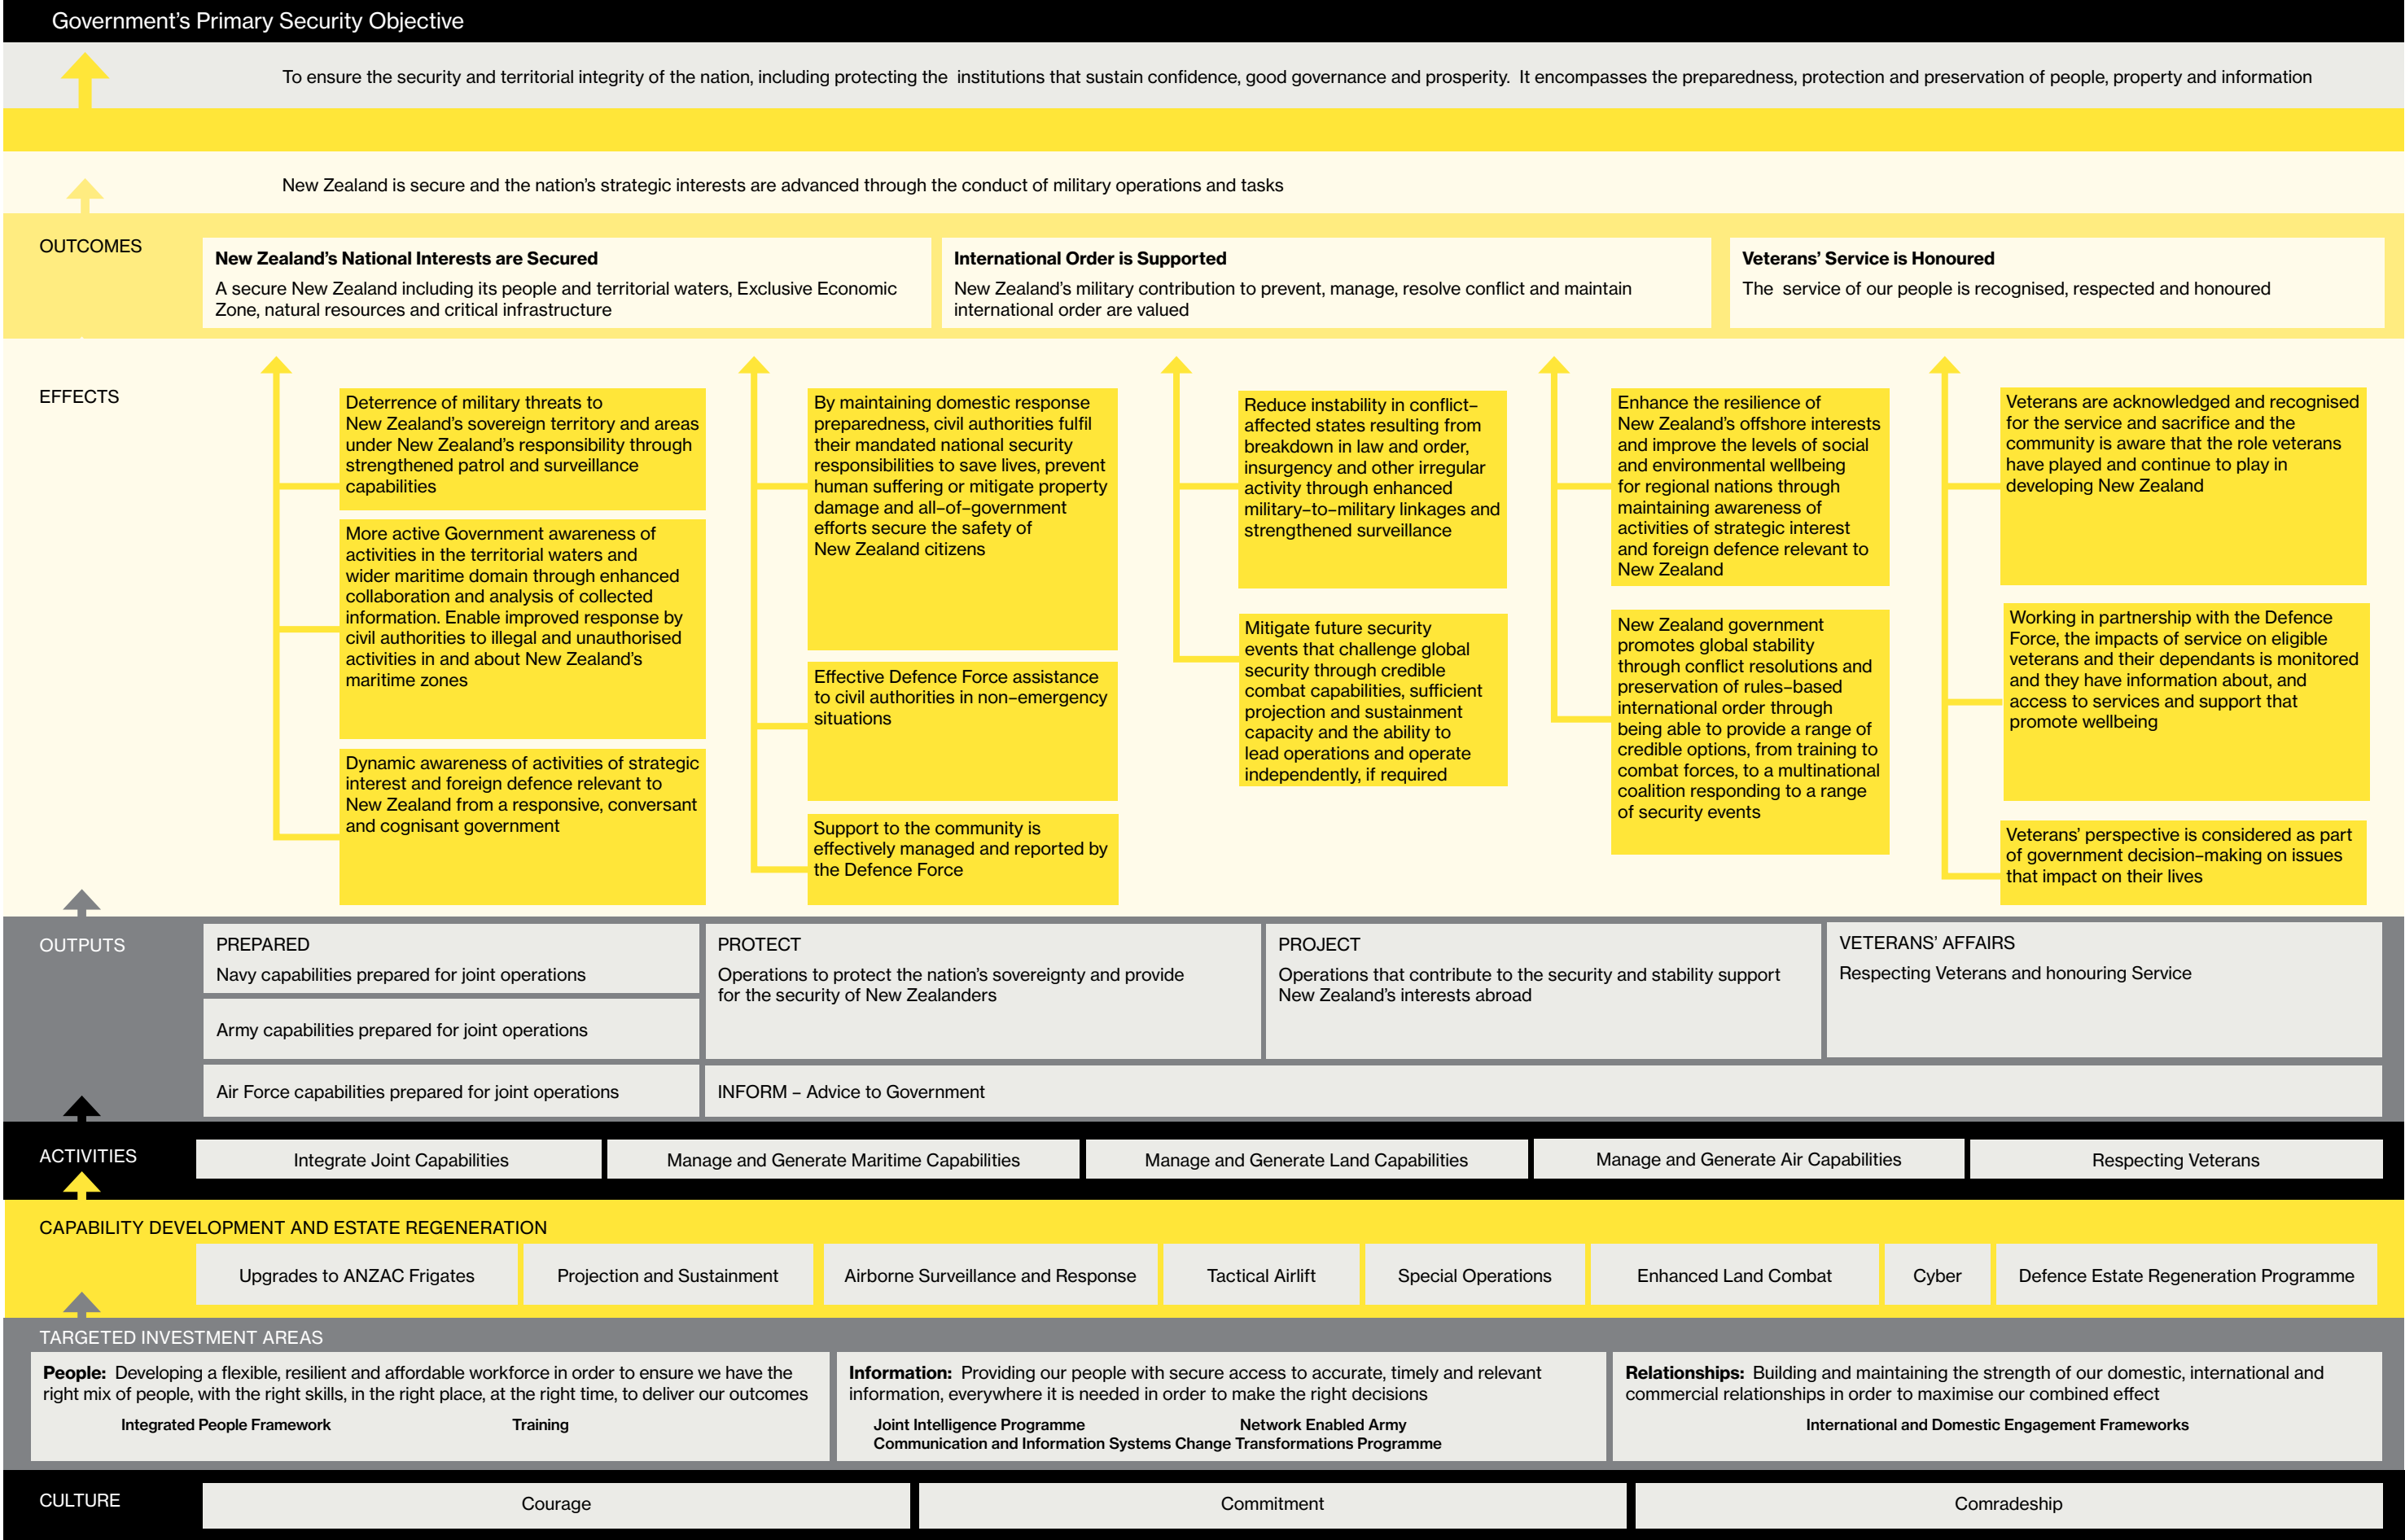 Government’s Primary Security Objective
To ensure the security and territorial integrity of the nation, including protecting the institutions that sustain confidence, good governance and prosperity. It encompasses the preparedness, protection and preservation of people, property and information
New Zealand is secure and the nation’s strategic interests are advanced through the conduct of military operations and tasks
OUTCOMES
New Zealand’s National Interests are Secured
A secure New Zealand including its people and territorial waters, Exclusive Economic
Zone, natural resources and critical infrastructure
International Order is Supported
New Zealand’s military contribution to prevent, manage, resolve conflict and maintain
international order are valued
Veterans’ Service is Honoured
The service of our people is recognised, respected and honoured
EFFECTS
Deterrence of military threats to
New Zealand’s sovereign territory and areas
under New Zealand’s responsibility through
strengthened patrol and surveillance
capabilities
More active Government awareness of
activities in the territorial waters and
wider maritime domain through enhanced
collaboration and analysis of collected
information. Enable improved response by
civil authorities to illegal and unauthorised
activities in and about New Zealand’s
maritime zones
Dynamic awareness of activities of strategic
interest and foreign defence relevant to
New Zealand from a responsive, conversant
and cognisant government
By maintaining domestic response
preparedness, civil authorities fulfil
their mandated national security
responsibilities to save lives, prevent
human suffering or mitigate property
damage and all–of–government
efforts secure the safety of
New Zealand citizens
Effective Defence Force assistance
to civil authorities in non–emergency
situations
Support to the community is
effectively managed and reported by
the Defence Force
Reduce instability in conflict–
affected states resulting from
breakdown in law and order,
insurgency and other irregular
activity through enhanced
military–to–military linkages and
strengthened surveillance
Mitigate future security
events that challenge global
security through credible
combat capabilities, sufficient
projection and sustainment
capacity and the ability to
lead operations and operate
independently, if required
Enhance the resilience of
New Zealand’s offshore interests
and improve the levels of social
and environmental wellbeing
for regional nations through
maintaining awareness of
activities of strategic interest
and foreign defence relevant to
New Zealand
New Zealand government
promotes global stability
through conflict resolutions and
preservation of rules–based
international order through
being able to provide a range of
credible options, from training to
combat forces, to a multinational
coalition responding to a range
of security events
Veterans are acknowledged and recognised
for the service and sacrifice and the
community is aware that the role veterans
have played and continue to play in
developing New Zealand
Working in partnership with the Defence
Force, the impacts of service on eligible
veterans and their dependants is monitored
and they have information about, and
access to services and support that
promote wellbeing
Veterans’ perspective is considered as part
of government decision–making on issues
that impact on their lives
OUTPUTS
PREPARED
Navy capabilities prepared for joint operations
Army capabilities prepared for joint operations
Air Force capabilities prepared for joint operations
PROTECT
Operations to protect the nation’s sovereignty and provide
for the security of New Zealanders
PROJECT
Operations that contribute to the security and stability support
New Zealand’s interests abroad
VETERANS’ AFFAIRS
Respecting Veterans and honouring Service
INFORM – Advice to Government
ACTIVITIES
Integrate Joint Capabilities
Manage and Generate Maritime Capabilities
Manage and Generate Land Capabilities
Manage and Generate Air Capabilities
Respecting Veterans
CAPABILITY DEVELOPMENT AND ESTATE REGENERATION
Upgrades to ANZAC Frigates
Projection and Sustainment
Airborne Surveillance and Response
Tactical Airlift
Special Operations
Enhanced Land Combat
Cyber
Defence Estate Regeneration Programme
TARGETED INVESTMENT AREAS
People: Developing a flexible, resilient and affordable workforce in order to ensure we have the
right mix of people, with the right skills, in the right place, at the right time, to deliver our outcomes
Integrated People Framework Training
Information: Providing our people with secure access to accurate, timely and relevant
information, everywhere it is needed in order to make the right decisions
Joint Intelligence Programme Network Enabled Army
Communication and Information Systems Change Transformations Programme
Relationships: Building and maintaining the strength of our domestic, international and
commercial relationships in order to maximise our combined effect
International and Domestic Engagement Frameworks
CULTURE
Courage
Commitment
Comradeship